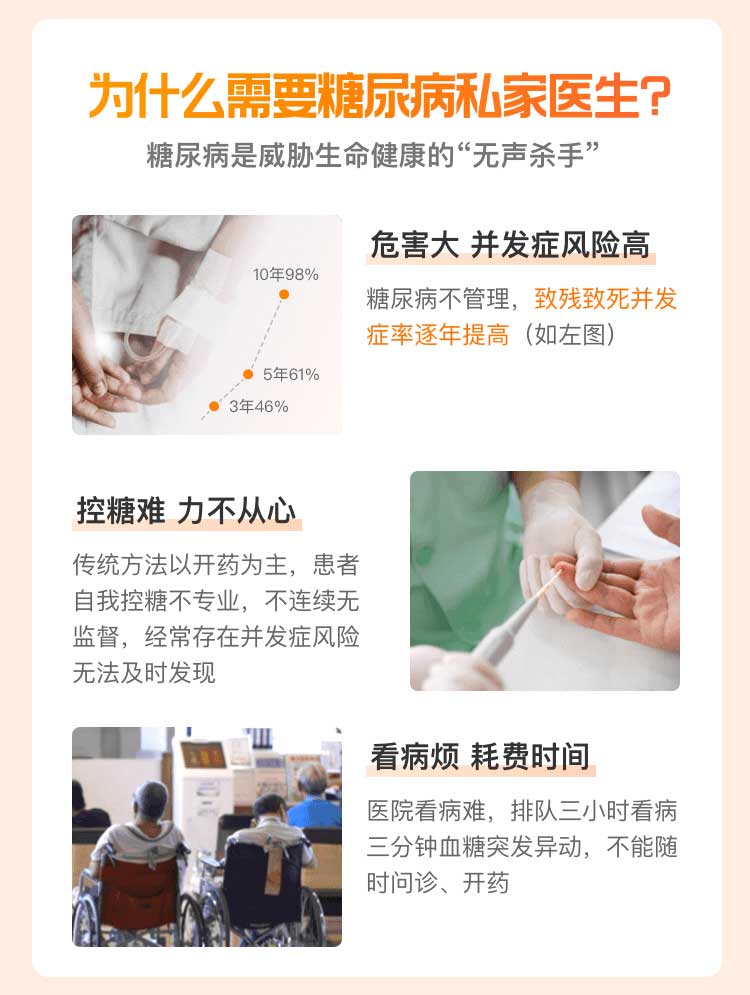 为什么需要糖尿病私家医生?
糖尿病是威胁生命健康的“无声杀手”
10年98%
5年61%
3年46%
危害大 并发症风险高
糖尿病不管理，致残致死并发
症率逐年提高（如左图）
控糖难 力不从心
传统方法以开药为主，患者
自我控糖不专业，不连续无
监督，经常存在并发症风险
无法及时发现
看病烦 耗费时间
医院看病难，排队三小时看病
三分钟血糖突发异动，不能随
时问诊、开药